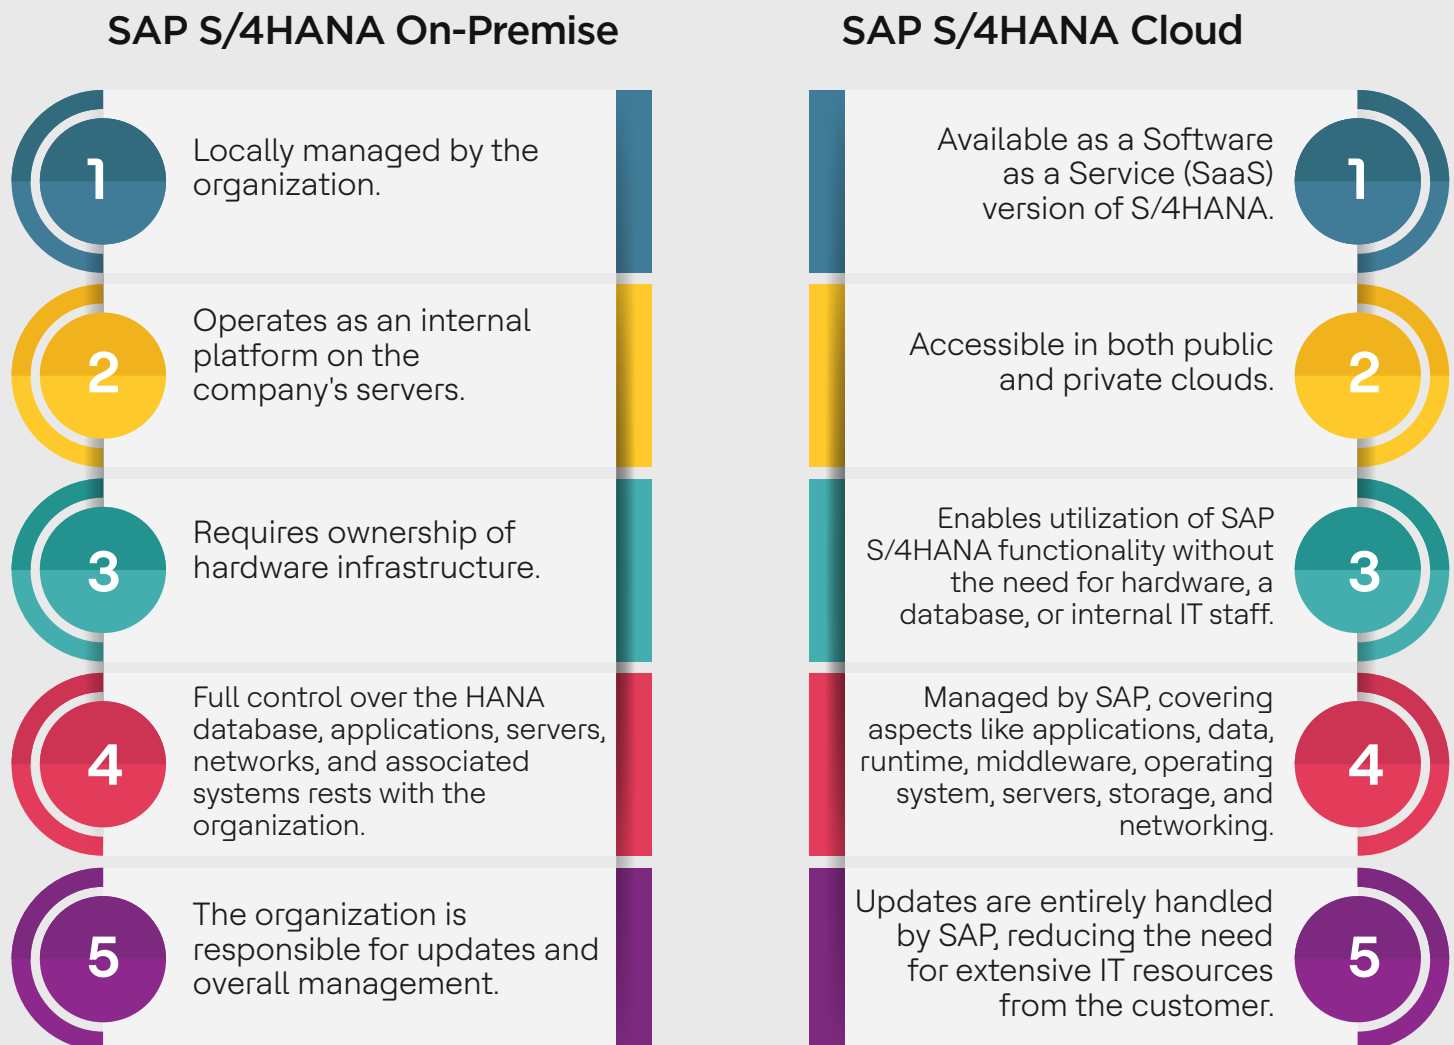 SAP S/4HANA On-Premise
1
Locally managed by the
organization.
2
Operates as an internal
platform on the
company's servers.
3
Requires ownership of
hardware infrastructure.
4
Full control over the HANA
database, applications, servers,
networks, and associated
systems rests with the
organization.
5
The organization is
responsible for updates and
overall management.
SAP S/4HANA Cloud
Available as a Software
as a Service (SaaS)
version of S/4HANA.
1
Accessible in both public
and private clouds.
2
Enables utilization of SAP
S/4HANA functionality without
the need for hardware, a
database, or internal IT staff.
3
Managed by SAP, covering
aspects like applications, data,
runtime, middleware, operating
system, servers, storage, and
networking.
4
Updates are entirely handled
by SAP, reducing the need
for extensive IT resources
from the customer.
5